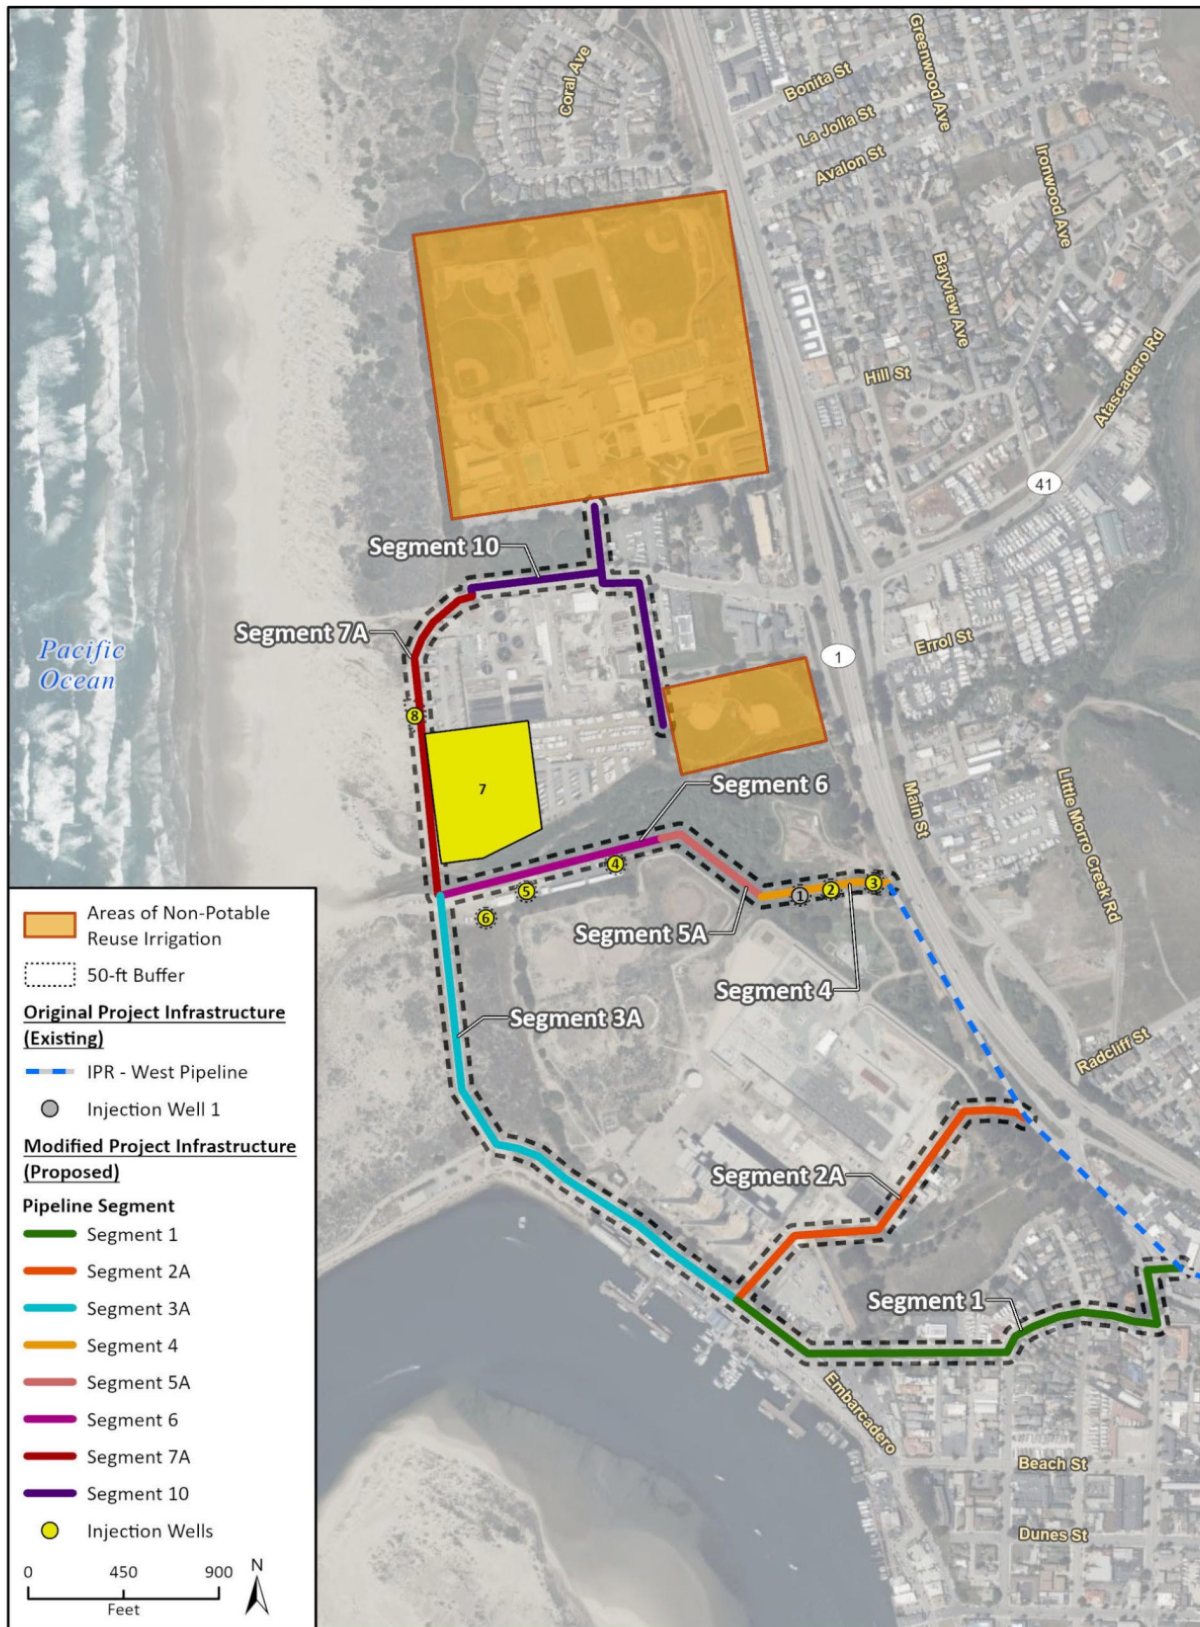 Coral Ave
Bonita St
Greenwood Ave
La Jolla St
Avalon St
Ironwood Ave
Bayview Ave
Hill St
Atascadero Rd
41
Segment 10
Segment 7A
Errol St
Pacific
Ocean
1
8
7
Segment 6
Main St
Little Morro Creek Rd
4
5
6
1
2
3
Segment 5A
Segment 4
Segment 3A
Radcliff St
Segment 2A
Segment 1
Embarcadero
Beach St
Dunes St
Areas of Non-Potable
Reuse Irrigation
50-ft Buffer
Original Project Infrastructure
(Existing)
IPR - West Pipeline
Injection Well 1
Modified Project Infrastructure
(Proposed)
Pipeline Segment
Segment 1
Segment 2A
Segment 3A
Segment 4
Segment 5A
Segment 6
Segment 7A
Segment 10
Injection Wells
0 450 900
Feet
N